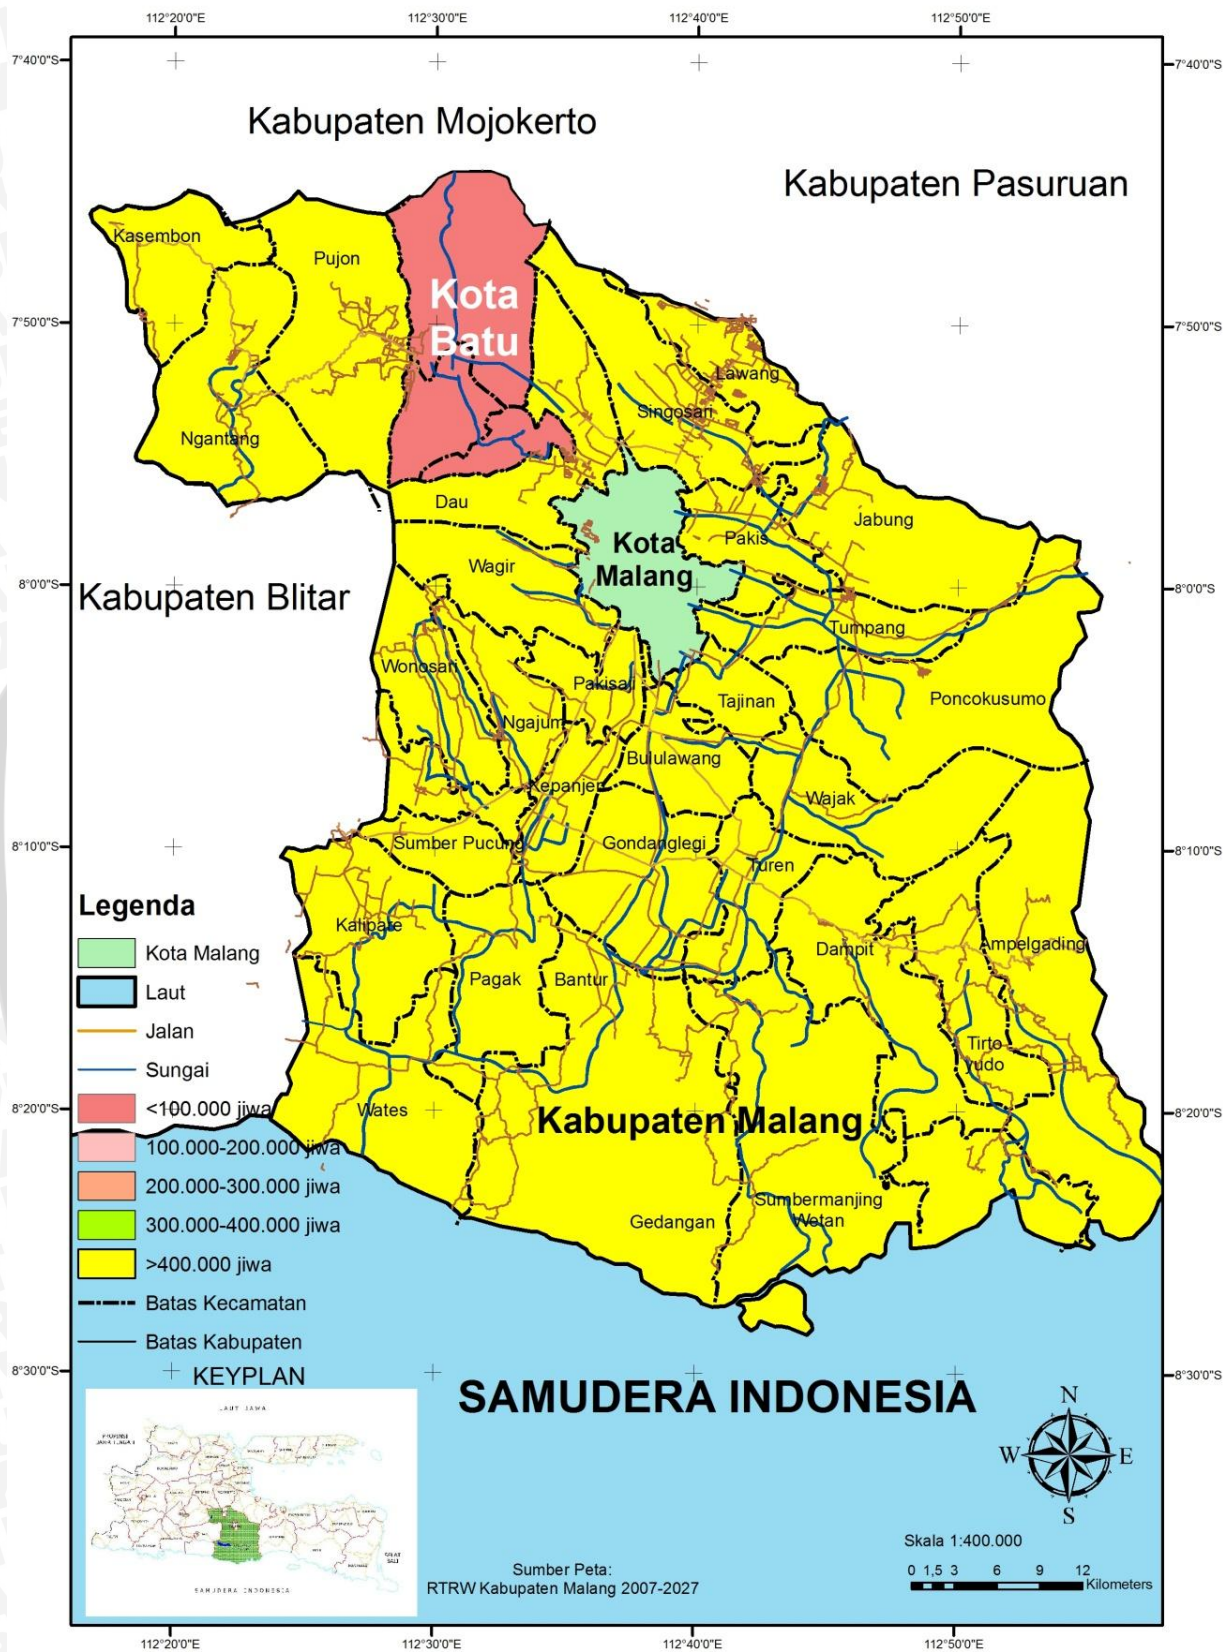 112°20'0"E
112°30'0"E
112°40'0"E
112°50'0"E
7°40'0"S
7°40'0"S
Kabupaten Mojokerto
Kabupaten Pasuruan
Kasembon
Pujon
Kota
Batu
7°50'0"S
7°50'0"S
Lawang
Singosari
Ngantang
Dau
Jabung
Pakis
Kota
Malang
Wagir
8°0'0"S
8°0'0"S
Kabupaten Blitar
Tumpang
Wonosari
Pakisaji
Tajinan
Poncokusumo
Ngajum
Bululawang
Kepanjen
Wajak
8°10'0"S
8°10'0"S
Sumber Pucung
Gondanglegi
Turen
Kalipate
Dampit
Ampelgading
Pagak
Bantur
Tirto
yudo
Wates
Kabupaten Malang
8°20'0"S
8°20'0"S
Gedangan
Sumbermanjing
Wetan
Legenda
Kota Malang
Laut
Jalan
Sungai
<100.000 jiwa
100.000-200.000 jiwa
200.000-300.000 jiwa
300.000-400.000 jiwa
>400.000 jiwa
Batas Kecamatan
Batas Kabupaten
8°30'0"S
8°30'0"S
KEYPLAN
SAMUDERA INDONESIA
LAUT JAWA
SELAT
BALI
SAMUDERA INDONESIA
N
W
E
S
Skala 1:400.000
0 1,5 3 6 9 12
Kilometers
Sumber Peta:
RTRW Kabupaten Malang 2007-2027
112°20'0"E
112°30'0"E
112°40'0"E
112°50'0"E